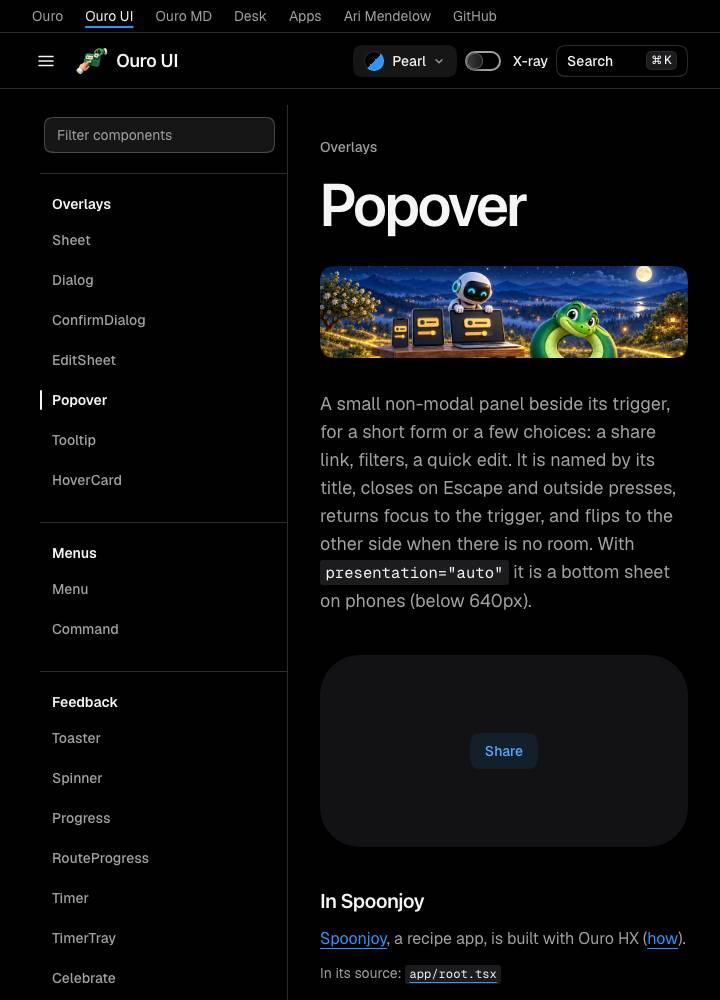 Ouro
Ouro UI
Ouro MD
Desk
Apps
Ari Mendelow
GitHub
Ouro UI
Pearl
X-ray
Search
⌘ K
Filter components
Overlays
Sheet
Dialog
ConfirmDialog
EditSheet
Popover
Tooltip
HoverCard
Menus
Menu
Command
Feedback
Toaster
Spinner
Progress
RouteProgress
Timer
TimerTray
Celebrate
Overlays
Popover
A small non-modal panel beside its trigger,
for a short form or a few choices: a share
link, filters, a quick edit. It is named by its
title, closes on Escape and outside presses,
returns focus to the trigger, and flips to the
other side when there is no room. With
presentation="auto" it is a bottom sheet
on phones (below 640px).
Share
In Spoonjoy
Spoonjoy, a recipe app, is built with Ouro HX (how).
In its source: app/root.tsx